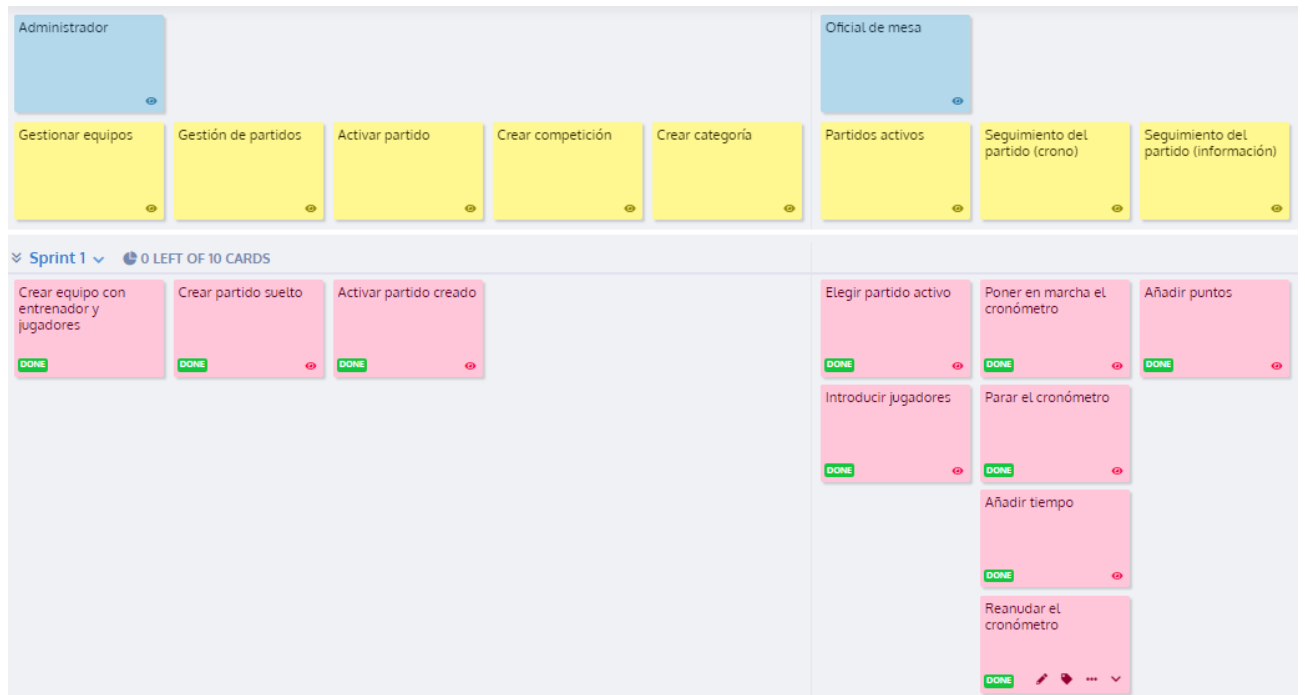 Administrador
Oficial de mesa
Gestionar equipos
Gestión de partidos
Activar partido
Crear competición
Crear categoría
Partidos activos
Seguimiento del
partido (crono)
Seguimiento del
partido (información)
Sprint 1
0 LEFT OF 10 CARDS
Crear equipo con
entrenador y
jugadores
DONE
Crear partido suelto
DONE
Activar partido creado
DONE
Elegir partido activo
DONE
Poner en marcha el
cronómetro
DONE
Añadir puntos
DONE
Introducir jugadores
DONE
Parar el cronómetro
DONE
Añadir tiempo
DONE
Reanudar el
cronómetro
DONE